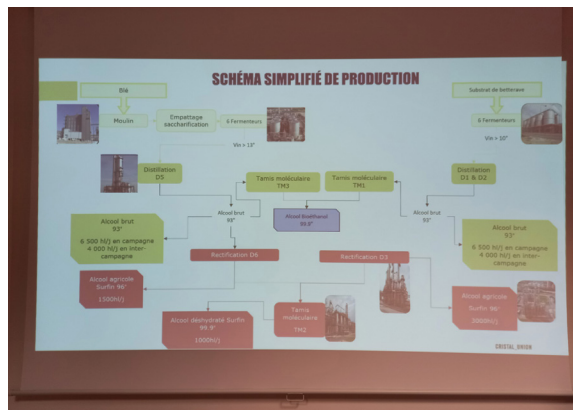 SCHÉMA SIMPLIFIÉ DE PRODUCTION
Blé
Substrat de betterave
Moulin
Empattage
saccharification
6 Fermenteurs
6 Fermenteurs
Vin > 13°
Vin > 10°
Distillation
D5
Tamis moléculaire
TM3
Tamis moléculaire
TM1
Distillation
D1 & D2
Alcool brut
93°
Alcool Bioéthanol
99.9°
Alcool brut
93°
Alcool brut
93°
6 500 hl/j en campagne
4 000 hl/j en inter-
campagne
Alcool brut
93°
6 500 hl/j en campagne
4 000 hl/j en inter-
campagne
Rectification D6
Rectification D3
Alcool agricole
Surfin 96°
1500hl/j
Alcool agricole
Surfin 96°
3000hl/j
Alcool déshydraté Surfin
99.9°
1000hl/j
Tamis
moléculaire
TM2
CRISTAL_UNION